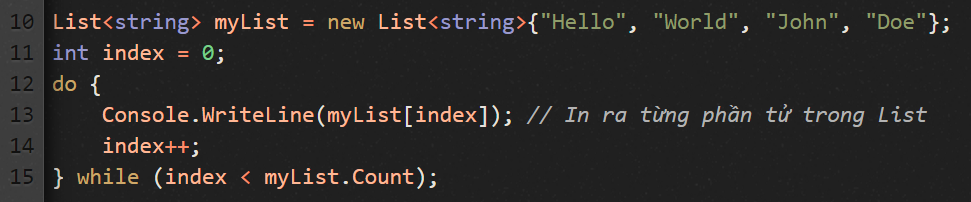 10 List<string> myList = new List<string>{"Hello", "World", "John", "Doe"};
11 int index = 0;
12 do {
13     Console.WriteLine(myList[index]); // In ra từng phần tử trong List
14     index++;
15 } while (index < myList.Count);